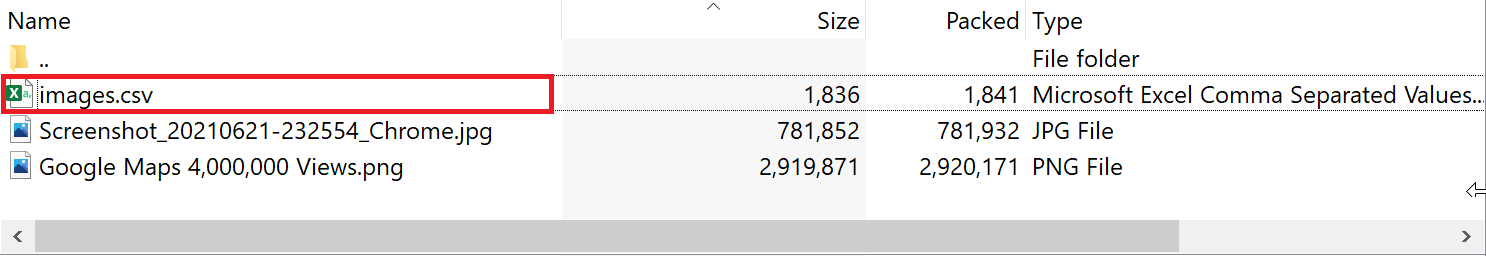 Name Size Packed Type
.. File folder
images.csv 1,836 1,841 Microsoft Excel Comma Separated Values...
Screenshot_20210621-232554_Chrome.jpg 781,852 781,932 JPG File
Google Maps 4,000,000 Views.png 2,919,871 2,920,171 PNG File